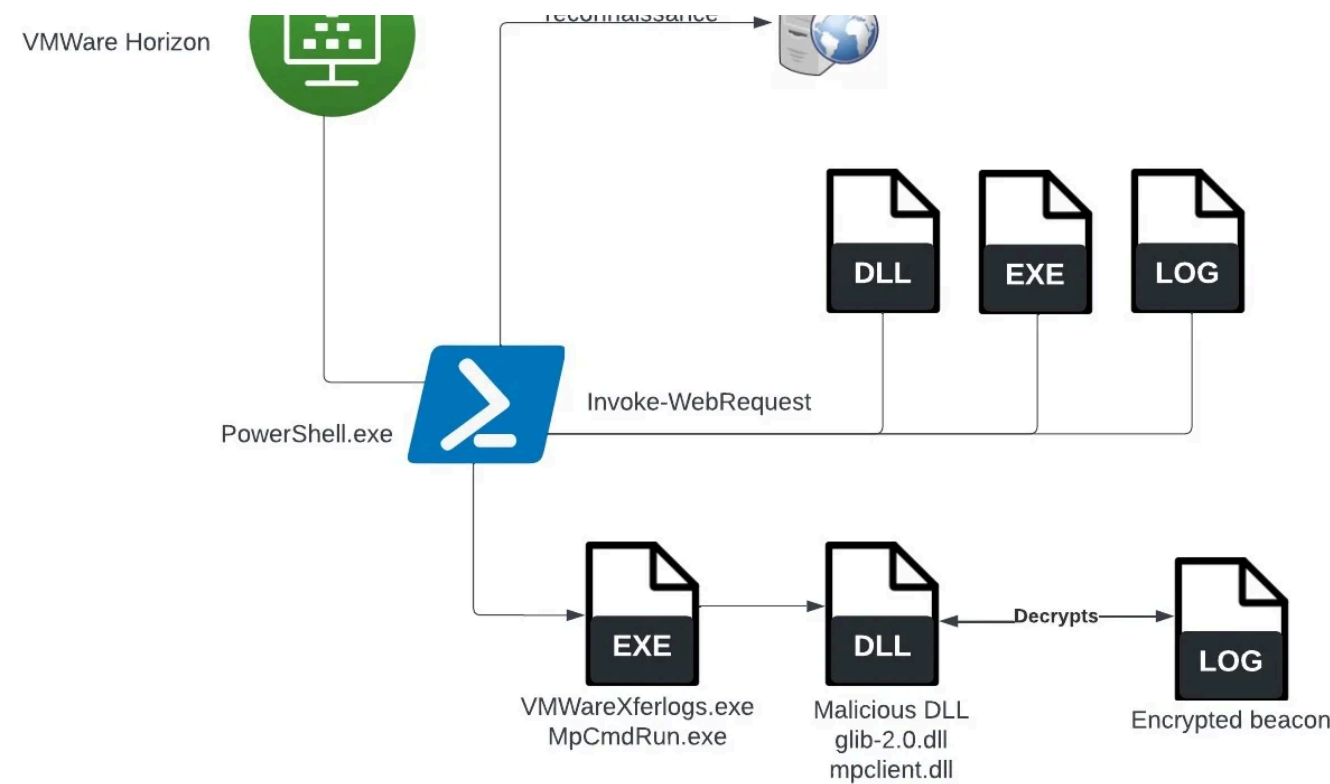 reconnaissance
VMWare Horizon
DLL
EXE
LOG
Invoke-WebRequest
PowerShell.exe
Decrypts
EXE
DLL
LOG
VMWareXferlogs.exe
MpCmdRun.exe
Malicious DLL
glib-2.0.dll
mpclient.dll
Encrypted beacon